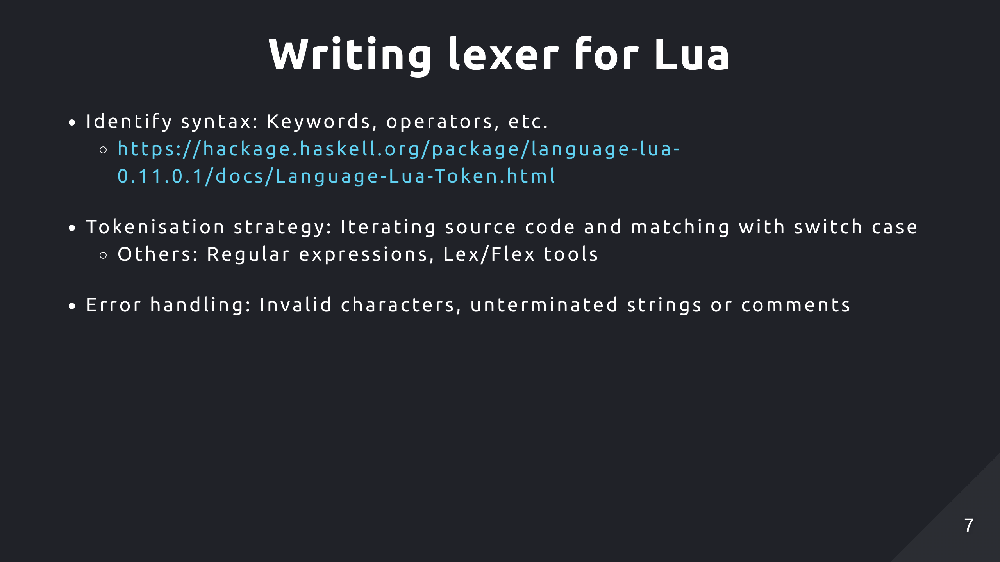 Writing lexer for Lua
Identify syntax: Keywords, operators, etc.
https://hackage.haskell.org/package/language-lua-
0.11.0.1/docs/Language-Lua-Token.html
Tokenisation strategy: Iterating source code and matching with switch case
Others: Regular expressions, Lex/Flex tools
Error handling: Invalid characters, unterminated strings or comments
7